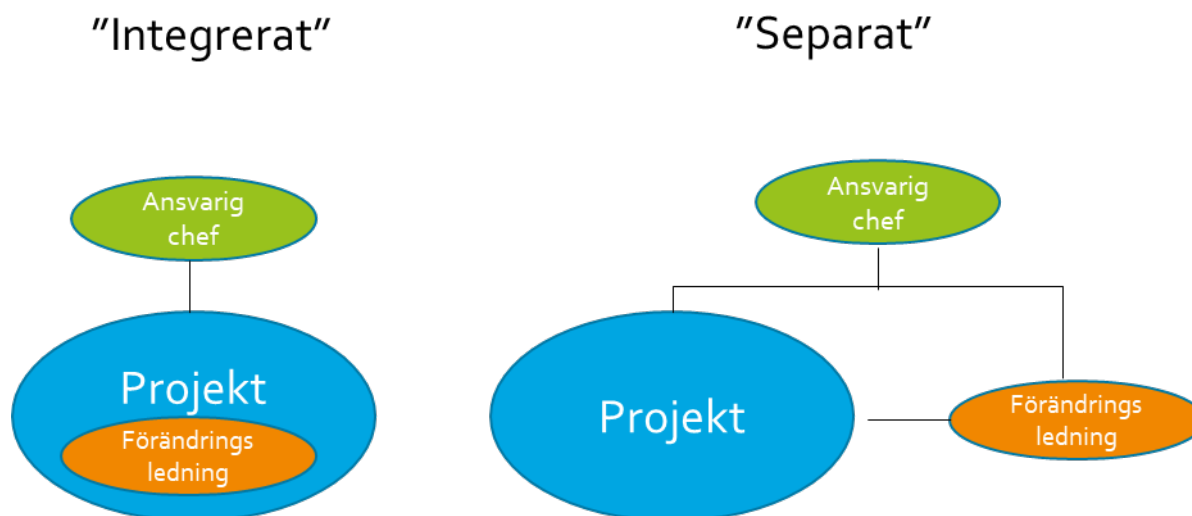 ”Integrerat”
”Separat”
Ansvarig
chef
Projekt
Förändrings
ledning
Ansvarig
chef
Projekt
Förändrings
ledning